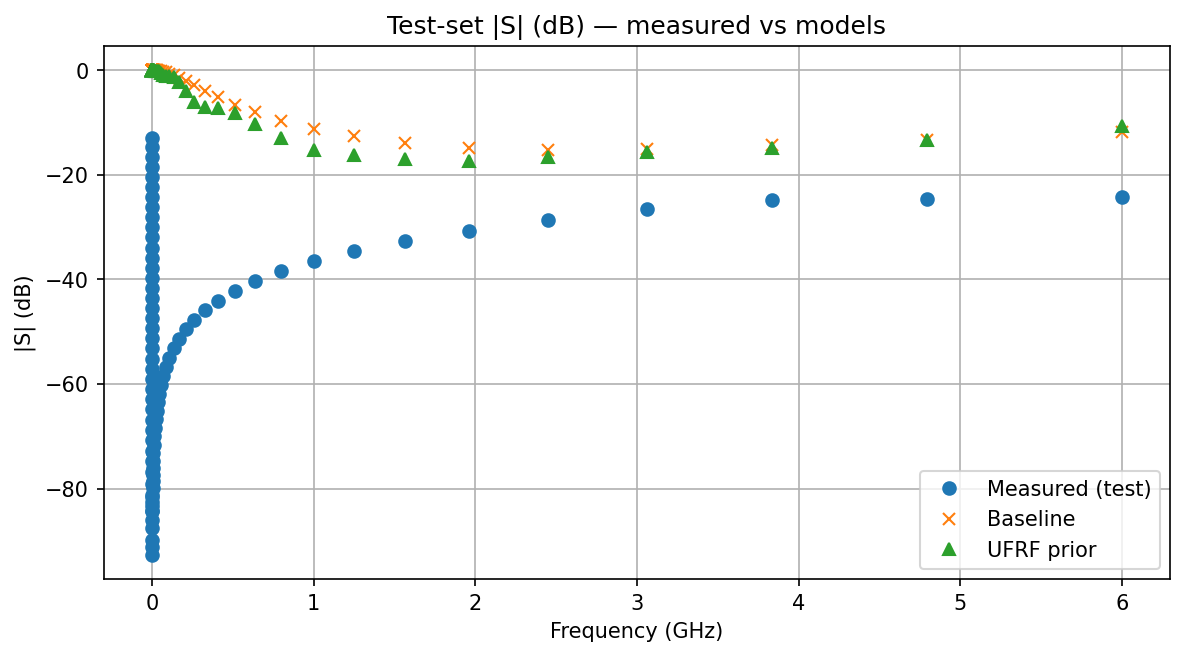 Test-set |S| (dB) — measured vs models
0
−20
−40
−60
−80
|S| (dB)
0 1 2 3 4 5 6
Frequency (GHz)
Measured (test)
Baseline
UFRF prior